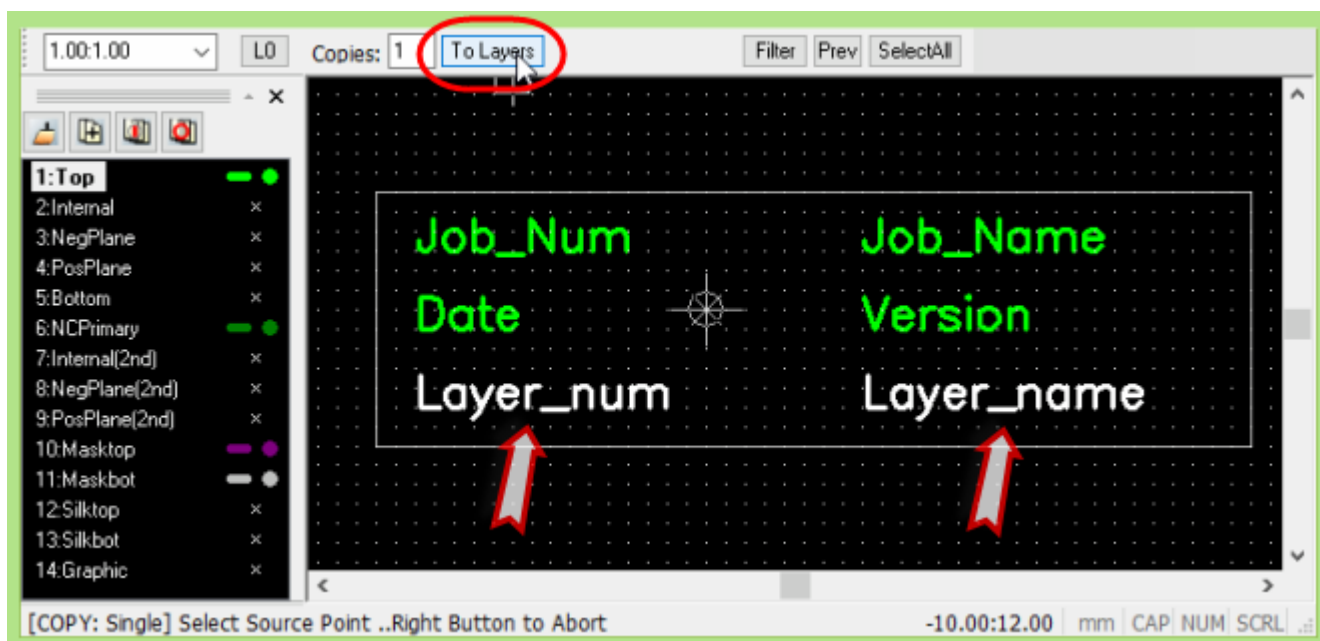 1.00:1.00 L0 Copies: 1 To Layers Filter Prev SelectAll
1:Top
2:Internal
3:NegPlane
4:PosPlane
5:Bottom
6:NCPrimary
7:Internal(2nd)
8:NegPlane(2nd)
9:PosPlane(2nd)
10:Masktop
11:Maskbot
12:Silktop
13:Silkbot
14:Graphic
Job_Num Job_Name
Date Version
Layer_num Layer_name
[COPY: Single] Select Source Point ..Right Button to Abort -10.00:12.00 mm CAP NUM SCRL